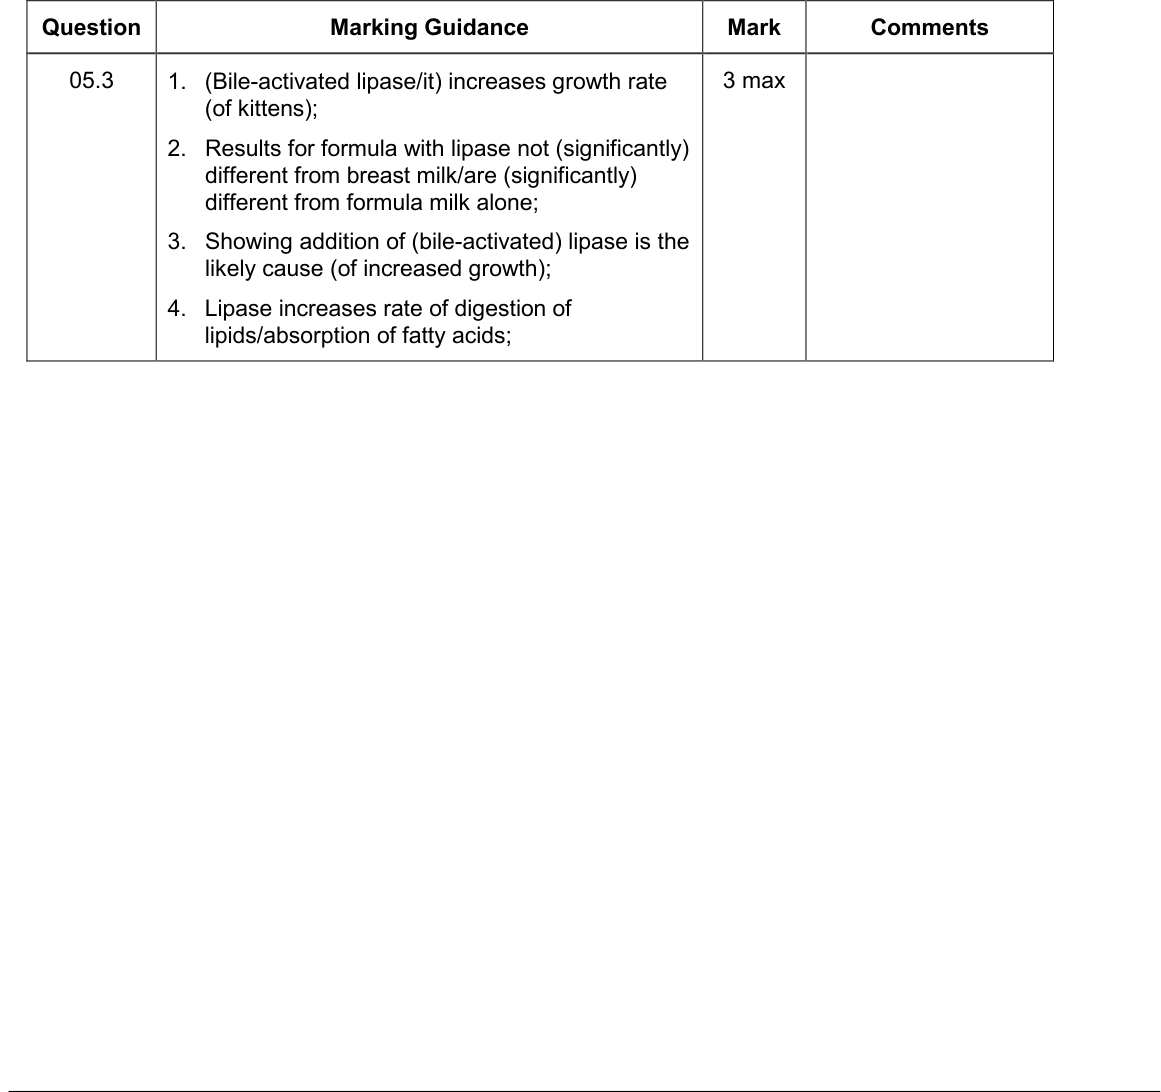 Question Marking Guidance Mark Comments
05.3 1. (Bile-activated lipase/it) increases growth rate 3 max
(of kittens);
2. Results for formula with lipase not (significantly)
different from breast milk/are (significantly)
different from formula milk alone;
3. Showing addition of (bile-activated) lipase is the
likely cause (of increased growth);
4. Lipase increases rate of digestion of
lipids/absorption of fatty acids;